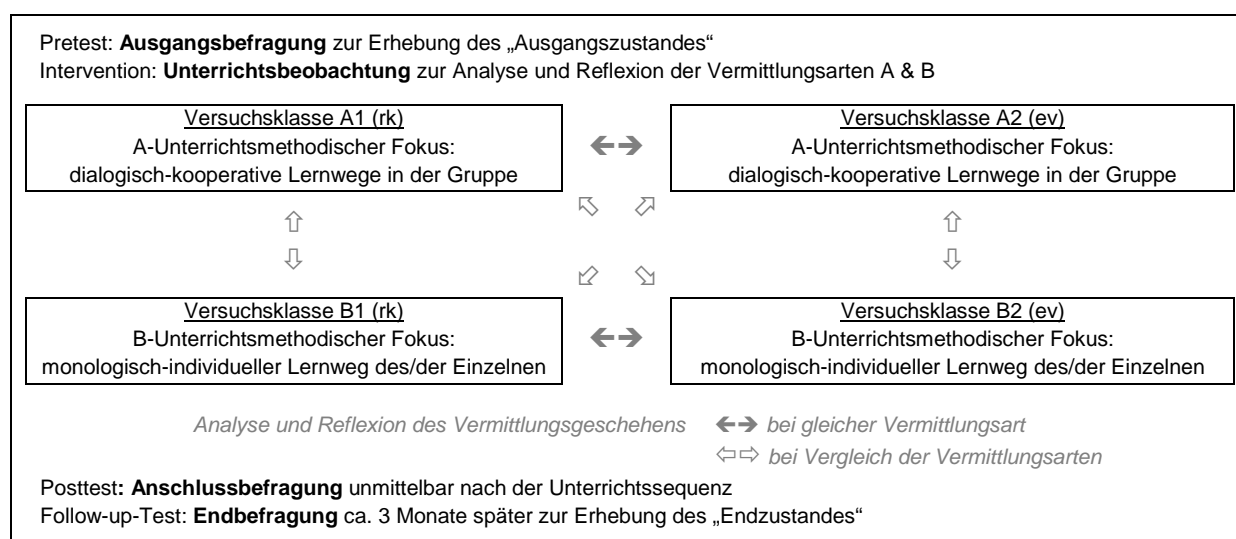 Pretest: Ausgangsbefragung zur Erhebung des „Ausgangszustandes“
Intervention: Unterrichtsbeobachtung zur Analyse und Reflexion der Vermittlungsarten A & B
Versuchsklasse A1 (rk)
A-Unterrichtsmethodischer Fokus:
dialogisch-kooperative Lernwege in der Gruppe
Versuchsklasse A2 (ev)
A-Unterrichtsmethodischer Fokus:
dialogisch-kooperative Lernwege in der Gruppe
Versuchsklasse B1 (rk)
B-Unterrichtsmethodischer Fokus:
monologisch-individueller Lernweg des/der Einzelnen
Versuchsklasse B2 (ev)
B-Unterrichtsmethodischer Fokus:
monologisch-individueller Lernweg des/der Einzelnen
Analyse und Reflexion des Vermittlungsgeschehens
bei gleicher Vermittlungsart
bei Vergleich der Vermittlungsarten
Posttest: Anschlussbefragung unmittelbar nach der Unterrichtssequenz
Follow-up-Test: Endbefragung ca. 3 Monate später zur Erhebung des „Endzustandes“